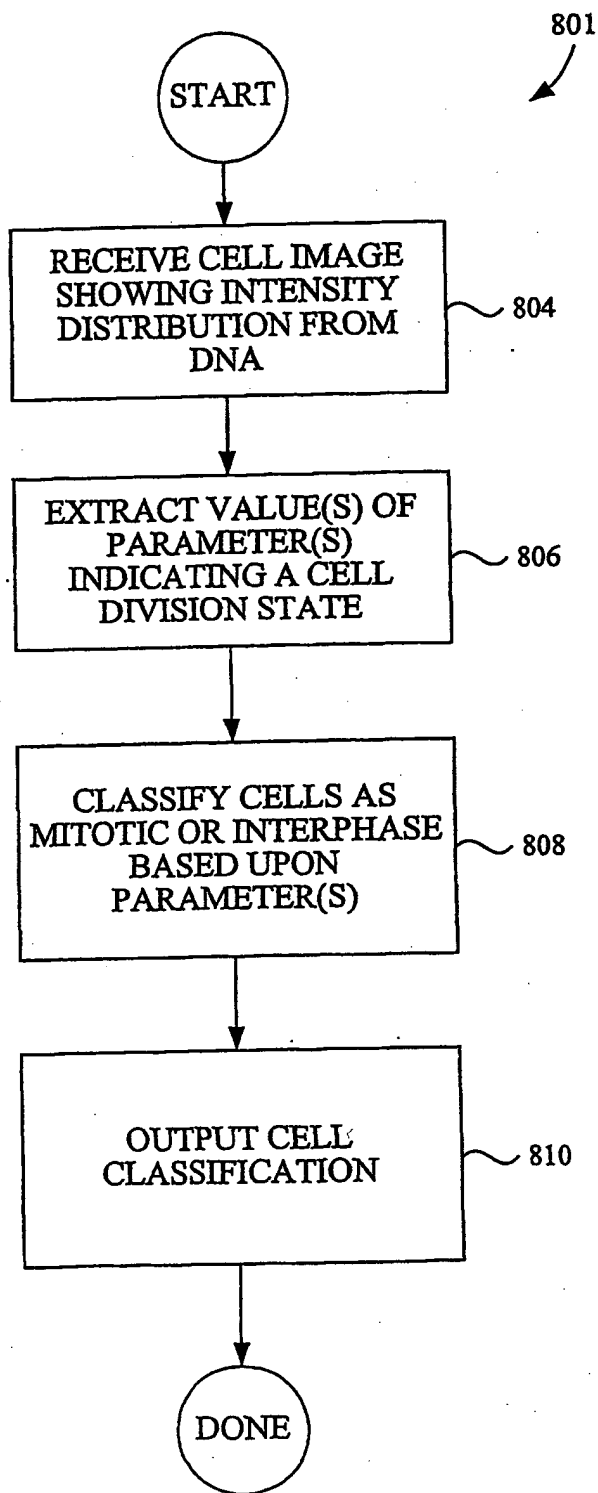 801
START
RECEIVE CELL IMAGE
SHOWING INTENSITY
DISTRIBUTION FROM
DNA
804
EXTRACT VALUE(S) OF
PARAMETER(S)
INDICATING A CELL
DIVISION STATE
806
CLASSIFY CELLS AS
MITOTIC OR INTERPHASE
BASED UPON
PARAMETER(S)
808
OUTPUT CELL
CLASSIFICATION
810
DONE